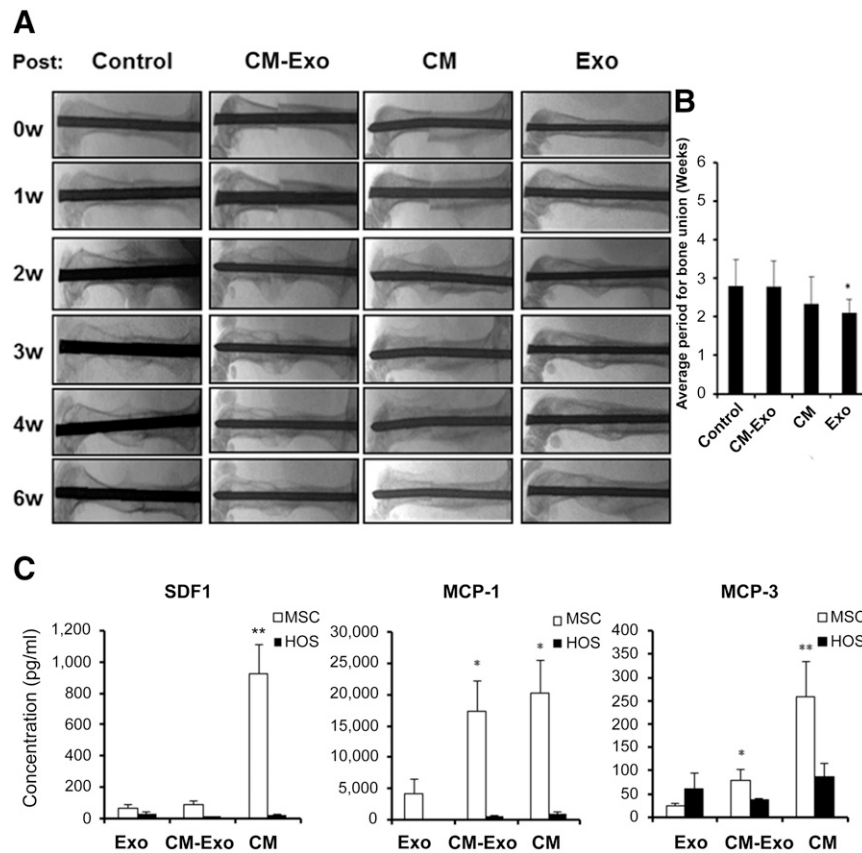 A
Post: Control CM-Exo CM Exo
0w
1w
2w
3w
4w
6w
B
Average period for bone union (Weeks)
6
5
4
3
2
1
0
*
Control CM-Exo CM Exo
C
SDF1
MSC
HOS
Concentration (pg/ml)
1,200
1,000
800
600
400
200
0
**
Exo CM-Exo CM
MCP-1
MSC
HOS
30,000
25,000
20,000
15,000
10,000
5,000
0
* *
Exo CM-Exo CM
MCP-3
MSC
HOS
400
350
300
250
200
150
100
50
0
* **
Exo CM-Exo CM